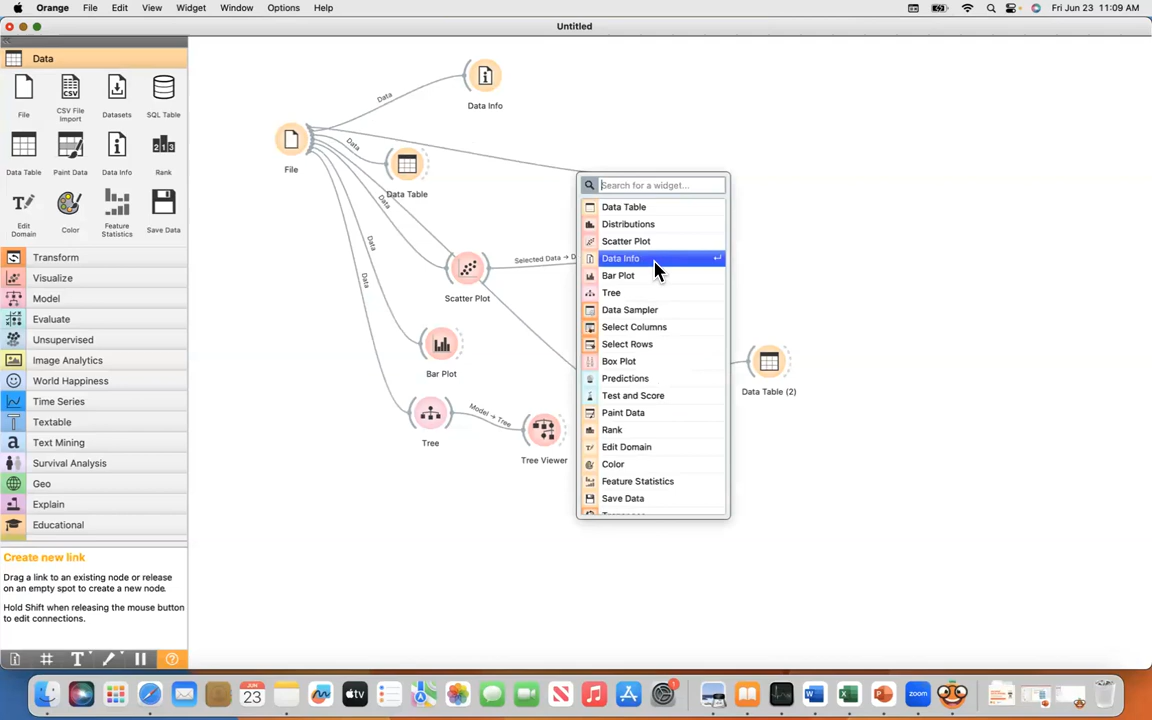 Orange File Edit View Widget Window Options Help
Fri Jun 23 11:09 AM
Untitled
Data
File
CSV File Import
Datasets
SQL Table
Data Table
Paint Data
Data Info
Rank
Edit Domain
Color
Feature Statistics
Save Data
Transform
Visualize
Model
Evaluate
Unsupervised
Image Analytics
World Happiness
Time Series
Textable
Text Mining
Survival Analysis
Geo
Explain
Educational
Create new link
Drag a link to an existing node or release
on an empty spot to create a new node.
Hold Shift when releasing the mouse button
to edit connections.
Data
Data Info
File
Data
Data Table
Data
Data
Scatter Plot
Selected Data → D
Data
Bar Plot
Tree
Model → Tree
Tree Viewer
Data Table (2)
Search for a widget...
Data Table
Distributions
Scatter Plot
Data Info
Bar Plot
Tree
Data Sampler
Select Columns
Select Rows
Box Plot
Predictions
Test and Score
Paint Data
Rank
Edit Domain
Color
Feature Statistics
Save Data
JUN
23
tv
1
zoom